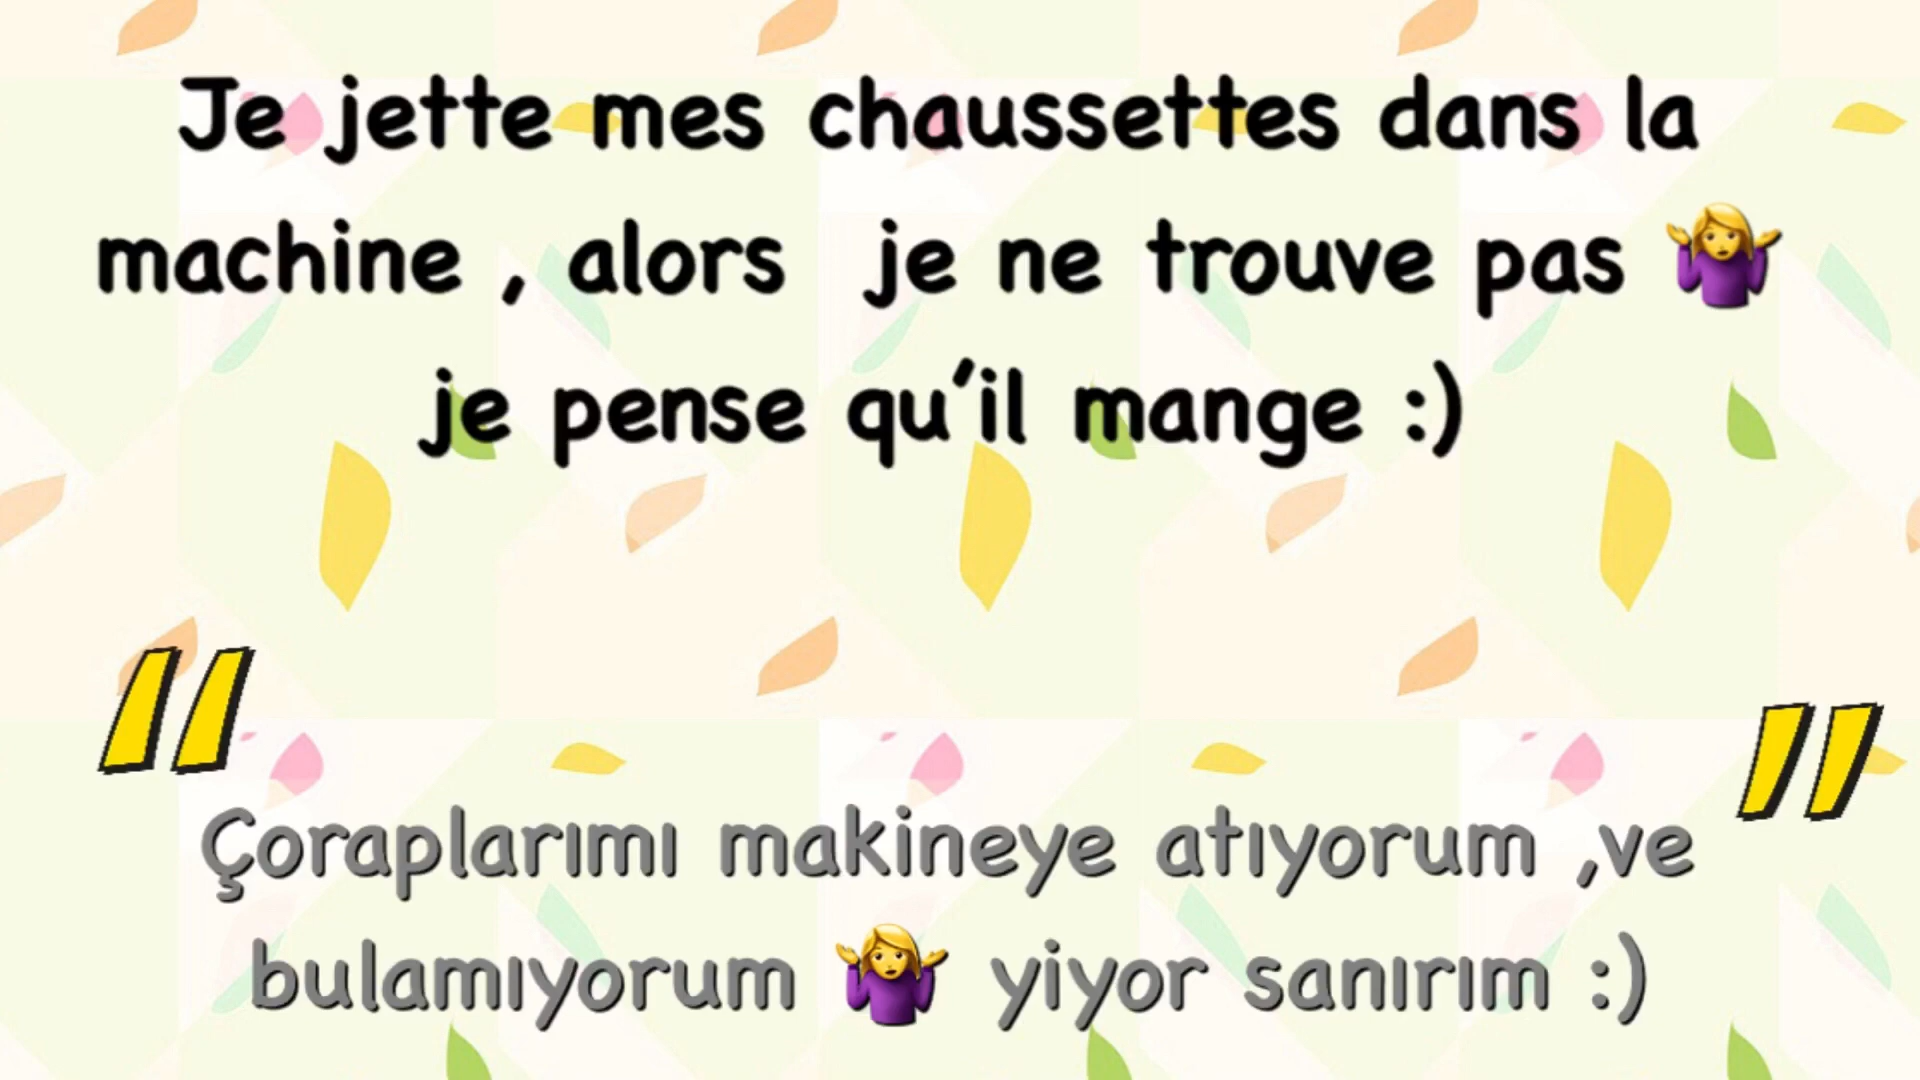 Je jette mes chaussettes dans la
machine , alors je ne trouve pas 🤷‍♀️
je pense qu’il mange :)
"
"
Çoraplarımı makineye atıyorum ,ve
bulamıyorum 🤷‍♀️ yiyor sanırım :)